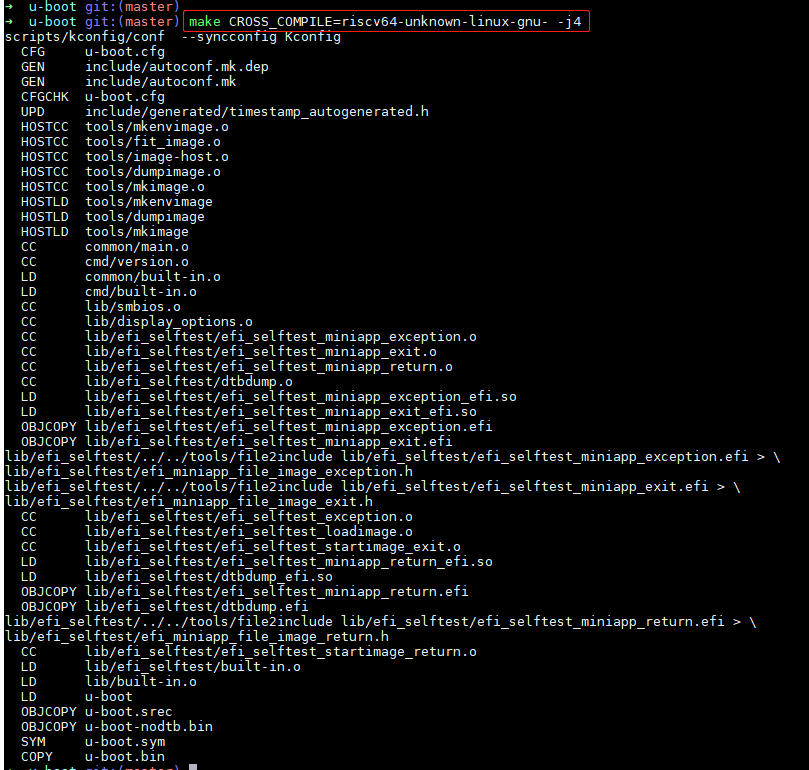 ➜  u-boot git:(master)
➜  u-boot git:(master) make CROSS_COMPILE=riscv64-unknown-linux-gnu- -j4
scripts/kconfig/conf  --syncconfig Kconfig
  CFG     u-boot.cfg
  GEN     include/autoconf.mk.dep
  GEN     include/autoconf.mk
  CFGCHK  u-boot.cfg
  UPD     include/generated/timestamp_autogenerated.h
  HOSTCC  tools/mkenvimage.o
  HOSTCC  tools/fit_image.o
  HOSTCC  tools/image-host.o
  HOSTCC  tools/dumpimage.o
  HOSTCC  tools/mkimage.o
  HOSTLD  tools/mkenvimage
  HOSTLD  tools/dumpimage
  HOSTLD  tools/mkimage
  CC      common/main.o
  CC      cmd/version.o
  LD      common/built-in.o
  LD      cmd/built-in.o
  CC      lib/smbios.o
  CC      lib/display_options.o
  CC      lib/efi_selftest/efi_selftest_miniapp_exception.o
  CC      lib/efi_selftest/efi_selftest_miniapp_exit.o
  CC      lib/efi_selftest/efi_selftest_miniapp_return.o
  CC      lib/efi_selftest/dtbdump.o
  LD      lib/efi_selftest/efi_selftest_miniapp_exception_efi.so
  LD      lib/efi_selftest/efi_selftest_miniapp_exit_efi.so
  OBJCOPY lib/efi_selftest/efi_selftest_miniapp_exception.efi
  OBJCOPY lib/efi_selftest/efi_selftest_miniapp_exit.efi
lib/efi_selftest/../../tools/file2include lib/efi_selftest/efi_selftest_miniapp_exception.efi > \
lib/efi_selftest/efi_miniapp_file_image_exception.h
lib/efi_selftest/../../tools/file2include lib/efi_selftest/efi_selftest_miniapp_exit.efi > \
lib/efi_selftest/efi_miniapp_file_image_exit.h
  CC      lib/efi_selftest/efi_selftest_exception.o
  CC      lib/efi_selftest/efi_selftest_loadimage.o
  CC      lib/efi_selftest/efi_selftest_startimage_exit.o
  LD      lib/efi_selftest/efi_selftest_miniapp_return_efi.so
  LD      lib/efi_selftest/dtbdump_efi.so
  OBJCOPY lib/efi_selftest/efi_selftest_miniapp_return.efi
  OBJCOPY lib/efi_selftest/dtbdump.efi
lib/efi_selftest/../../tools/file2include lib/efi_selftest/efi_selftest_miniapp_return.efi > \
lib/efi_selftest/efi_miniapp_file_image_return.h
  CC      lib/efi_selftest/efi_selftest_startimage_return.o
  LD      lib/efi_selftest/built-in.o
  LD      lib/built-in.o
  LD      u-boot
  OBJCOPY u-boot.srec
  OBJCOPY u-boot-nodtb.bin
  SYM     u-boot.sym
  COPY    u-boot.bin
➜  u-boot git:(master)